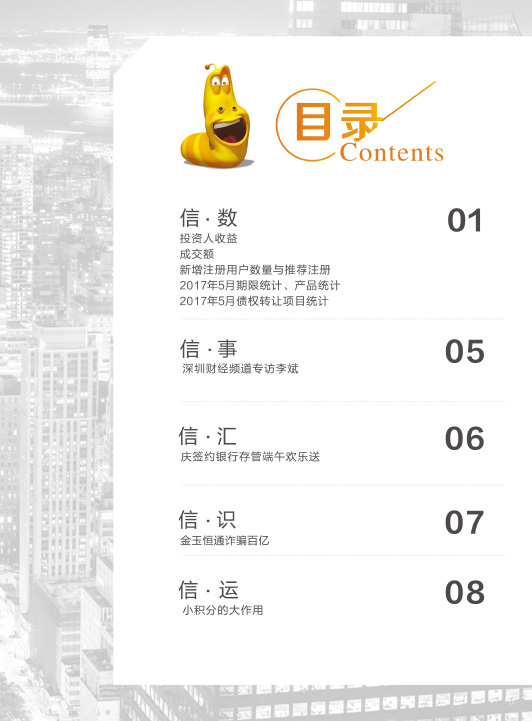 目录
Contents
信·数 01
投资人收益
成交额
新增注册用户数量与推荐注册
2017年5月期限统计、产品统计
2017年5月债权转让项目统计
信·事 05
深圳财经频道专访李斌
信·汇 06
庆签约银行存管端午欢乐送
信·识 07
金玉恒通诈骗百亿
信·运 08
小积分的大作用